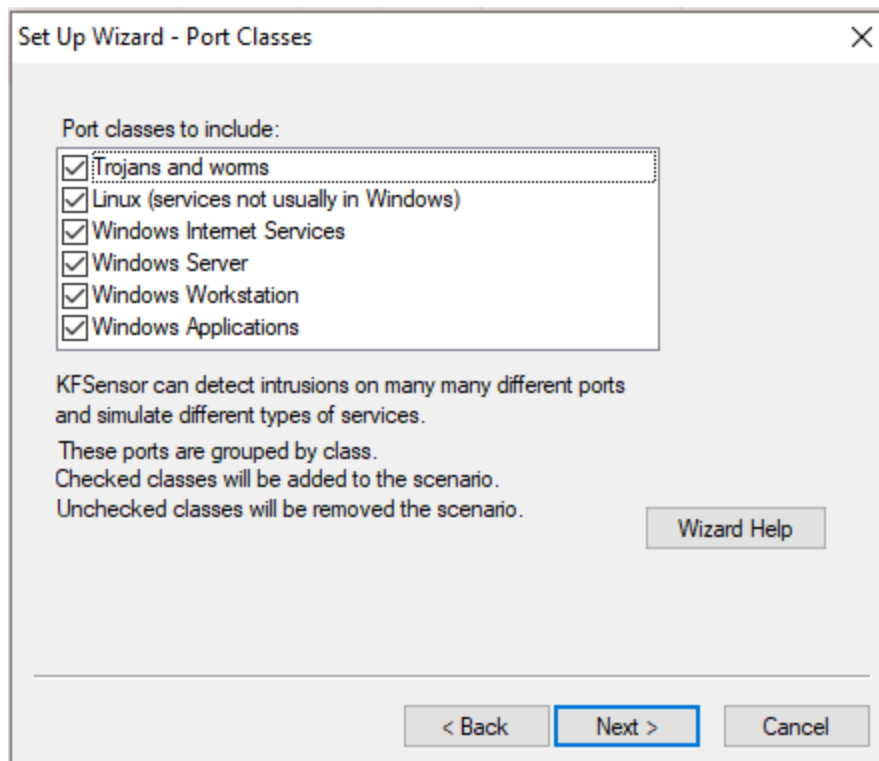 Set Up Wizard - Port Classes
Port classes to include:
Trojans and worms
Linux (services not usually in Windows)
Windows Internet Services
Windows Server
Windows Workstation
Windows Applications
KFSensor can detect intrusions on many many different ports
and simulate different types of services.
These ports are grouped by class.
Checked classes will be added to the scenario.
Unchecked classes will be removed the scenario.
Wizard Help
< Back
Next >
Cancel